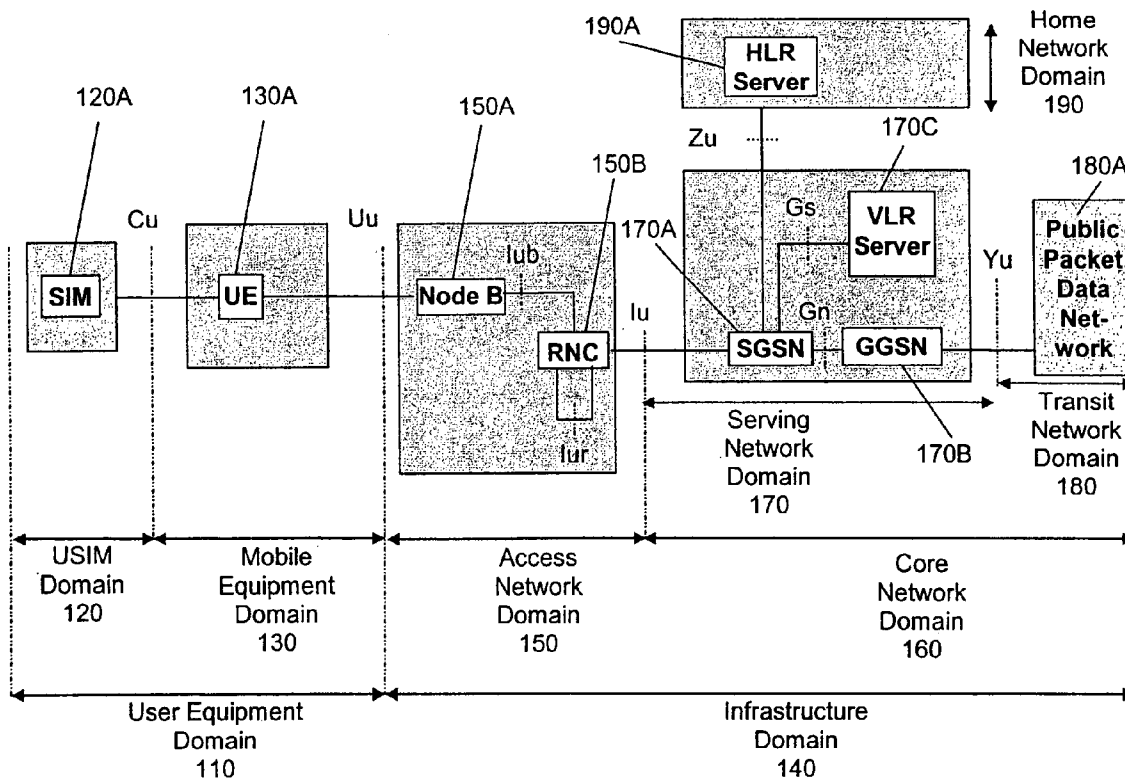 190A
HLR
Server
Home
Network
Domain
190
120A
130A
150A
Zu
170C
150B
180A
Cu
Uu
170A
Gs
VLR
Server
Yu
Public
Packet
Data
Net-
work
SIM
UE
Node B
Iub
Iu
Gn
RNC
SGSN
GGSN
Iur
Serving
Network
Domain
170
170B
Transit
Network
Domain
180
USIM
Domain
120
Mobile
Equipment
Domain
130
Access
Network
Domain
150
Core
Network
Domain
160
User Equipment
Domain
110
Infrastructure
Domain
140